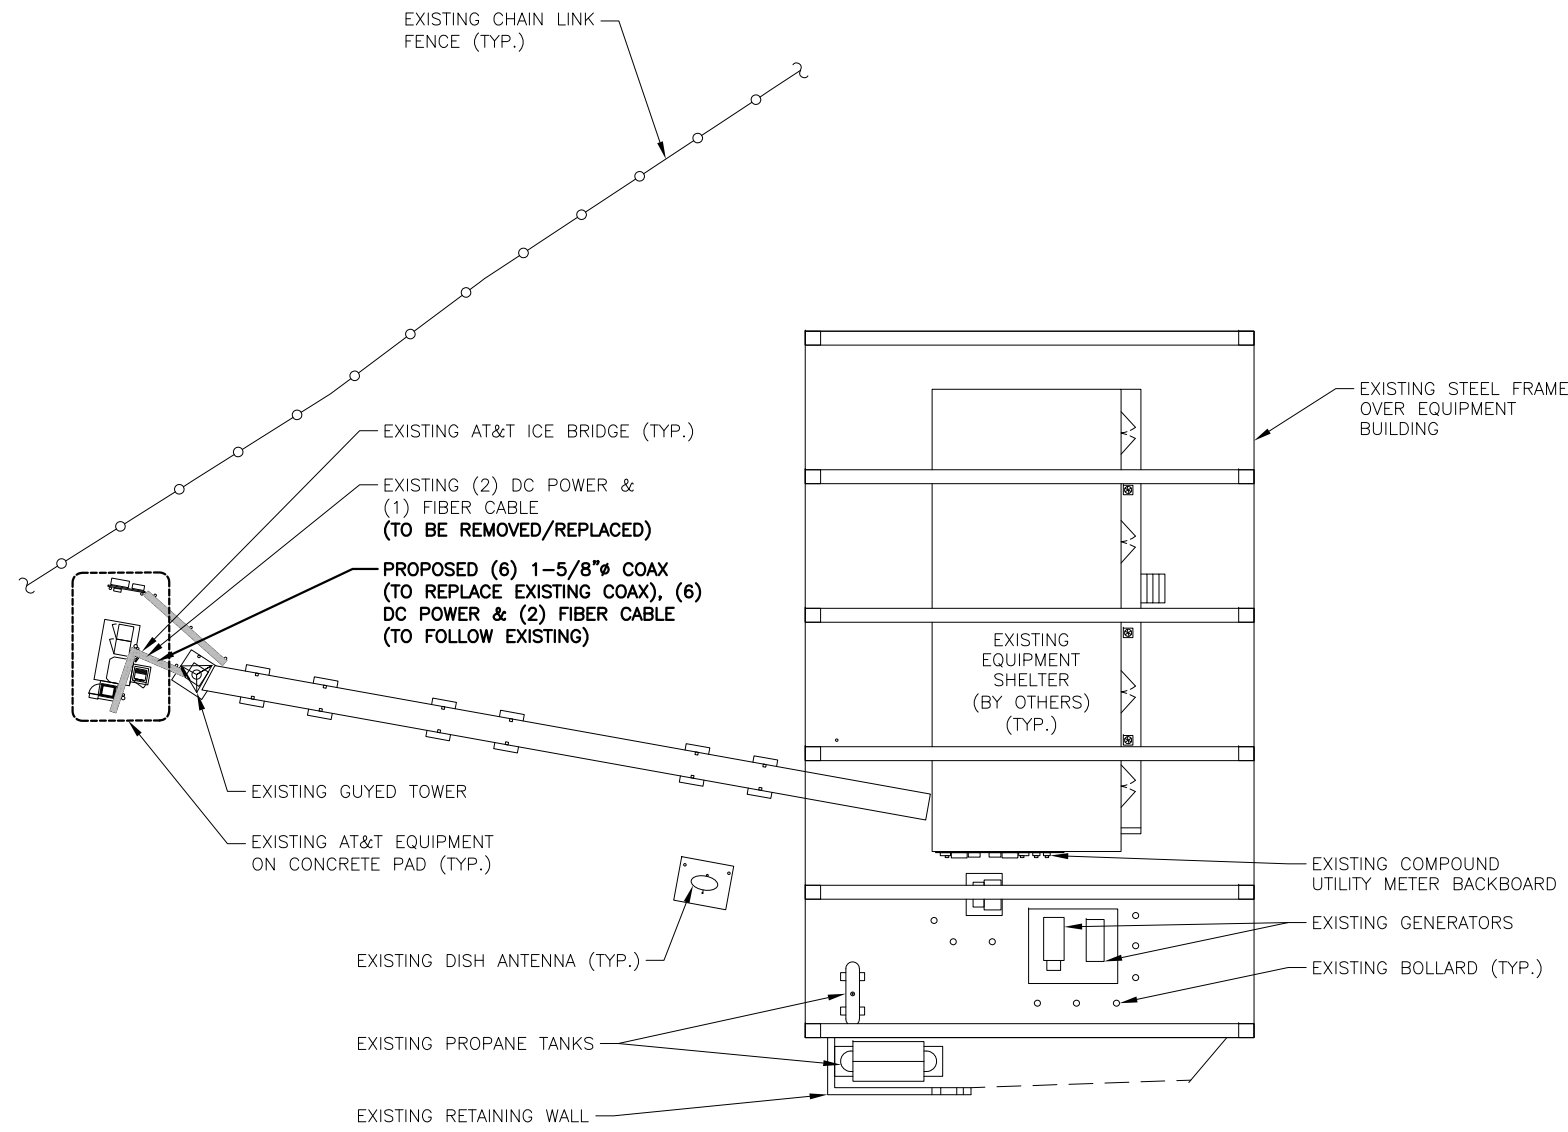 EXISTING CHAIN LINK
FENCE (TYP.)
EXISTING STEEL FRAME
OVER EQUIPMENT
BUILDING
EXISTING AT&T ICE BRIDGE (TYP.)
EXISTING (2) DC POWER &
(1) FIBER CABLE
(TO BE REMOVED/REPLACED)
PROPOSED (6) 1-5/8"ø COAX
(TO REPLACE EXISTING COAX), (6)
DC POWER & (2) FIBER CABLE
(TO FOLLOW EXISTING)
EXISTING
EQUIPMENT
SHELTER
(BY OTHERS)
(TYP.)
EXISTING GUYED TOWER
EXISTING AT&T EQUIPMENT
ON CONCRETE PAD (TYP.)
EXISTING COMPOUND
UTILITY METER BACKBOARD
EXISTING GENERATORS
EXISTING DISH ANTENNA (TYP.)
EXISTING BOLLARD (TYP.)
EXISTING PROPANE TANKS
EXISTING RETAINING WALL